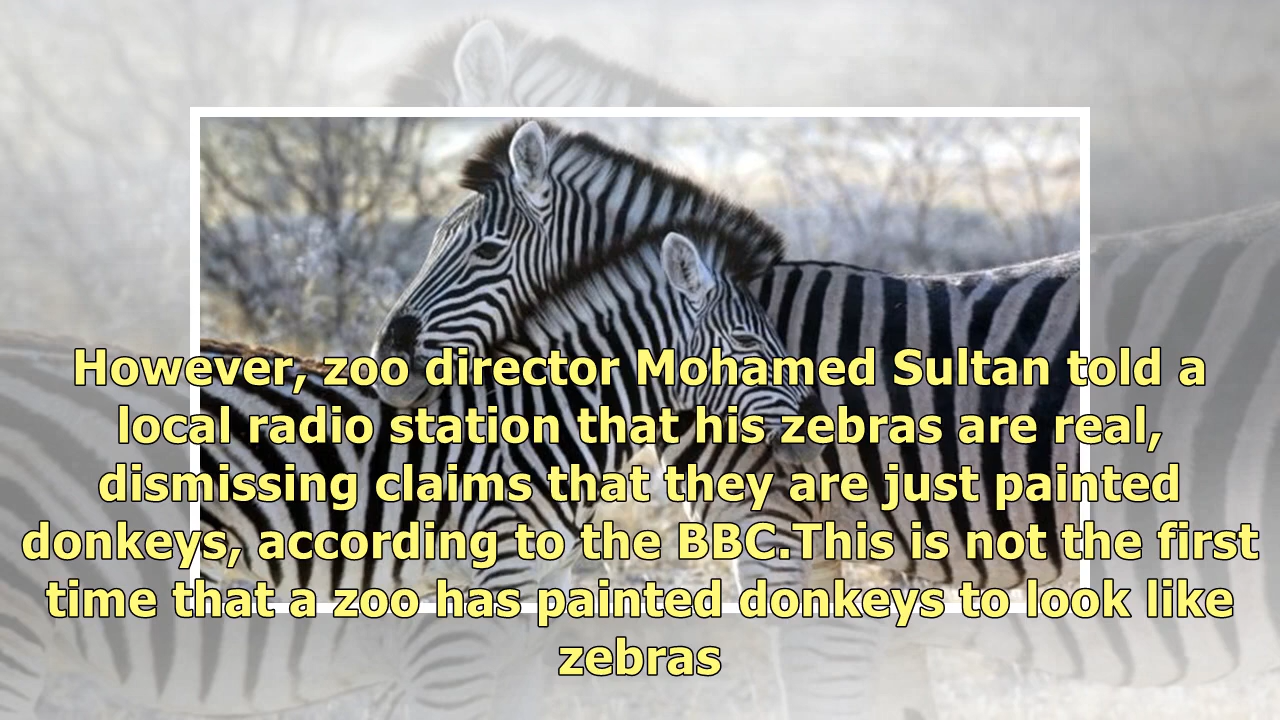 However, zoo director Mohamed Sultan told a
local radio station that his zebras are real,
dismissing claims that they are just painted
donkeys, according to the BBC.This is not the first
time that a zoo has painted donkeys to look like
zebras